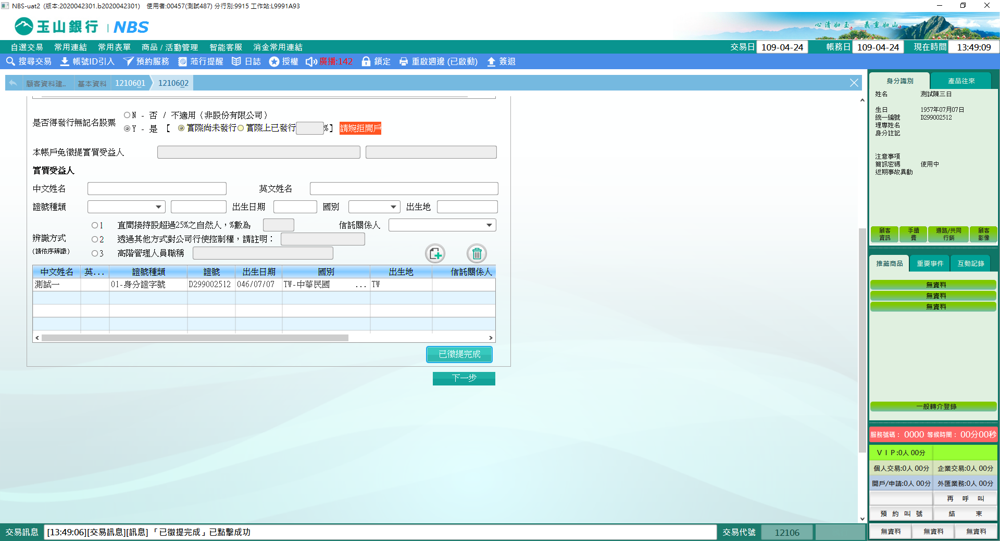 NBS-uat2 (版本:2020042301.b2020042301) 使用者:00457(測試487) 分行別:9915 工作站:L9991A93
玉山銀行 | NBS
心清如玉 義重如山
自選交易 常用連結 常用表單 商品 / 活動管理 智能客服 消金常用連結
交易日 109-04-24 帳務日 109-04-24 現在時間 13:49:09
搜尋交易 帳號ID引入 預約服務 蒞行提醒 日誌 授權 廣播:142 鎖定 重啟週邊 (已啟動) 簽退
顧客資料建.. 基本資料 1210601 1210602
是否得發行無記名股票
N - 否 / 不適用（非股份有限公司）
Y - 是 【 實際尚未發行 實際上已發行 %】 請婉拒開戶
本帳戶免徵提實質受益人
實質受益人
中文姓名 英文姓名
證號種類 出生日期 國別 出生地
辨識方式
(請依序辨識)
1 直間接持股超過25%之自然人，%數為 信託關係人
2 透過其他方式對公司行使控制權，請註明：
3 高階管理人員職稱
中文姓名 英... 證號種類 證號 出生日期 國別 出生地 信託關係人
測試一 01-身分證字號 D299002512 046/07/07 TW-中華民國 ... TW
已徵提完成
下一步
身分識別 產品往來
姓名 測試陳三日
生日 1957年07月07日
統一編號 D299002512
理專姓名
身分註記
注意事項
簡訊密碼 使用中
近期事故異動
顧客資訊 手續費 通路/共同行銷 顧客影像
推薦商品 重要事件 互動記錄
無資料
無資料
無資料
一般轉介登錄
服務號碼： 0000 等候時間： 00分00秒
ＶＩＰ:0人 00分
個人交易:0人 00分 企業交易:0人 00分
開戶/申請:0人 00分 外匯業務:0人 00分
再 呼 叫
預 約 叫 號 結 束
無資料 無資料 無資料
交易訊息 [13:49:06][交易訊息][訊息] 「已徵提完成」已點擊成功
交易代號 12106